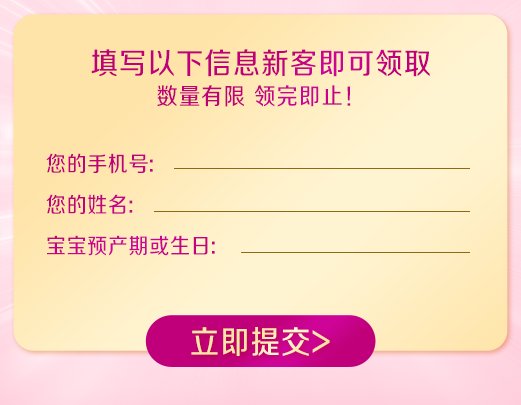 填写以下信息新客即可领取
数量有限 领完即止!
您的手机号:
您的姓名:
宝宝预产期或生日:
立即提交>